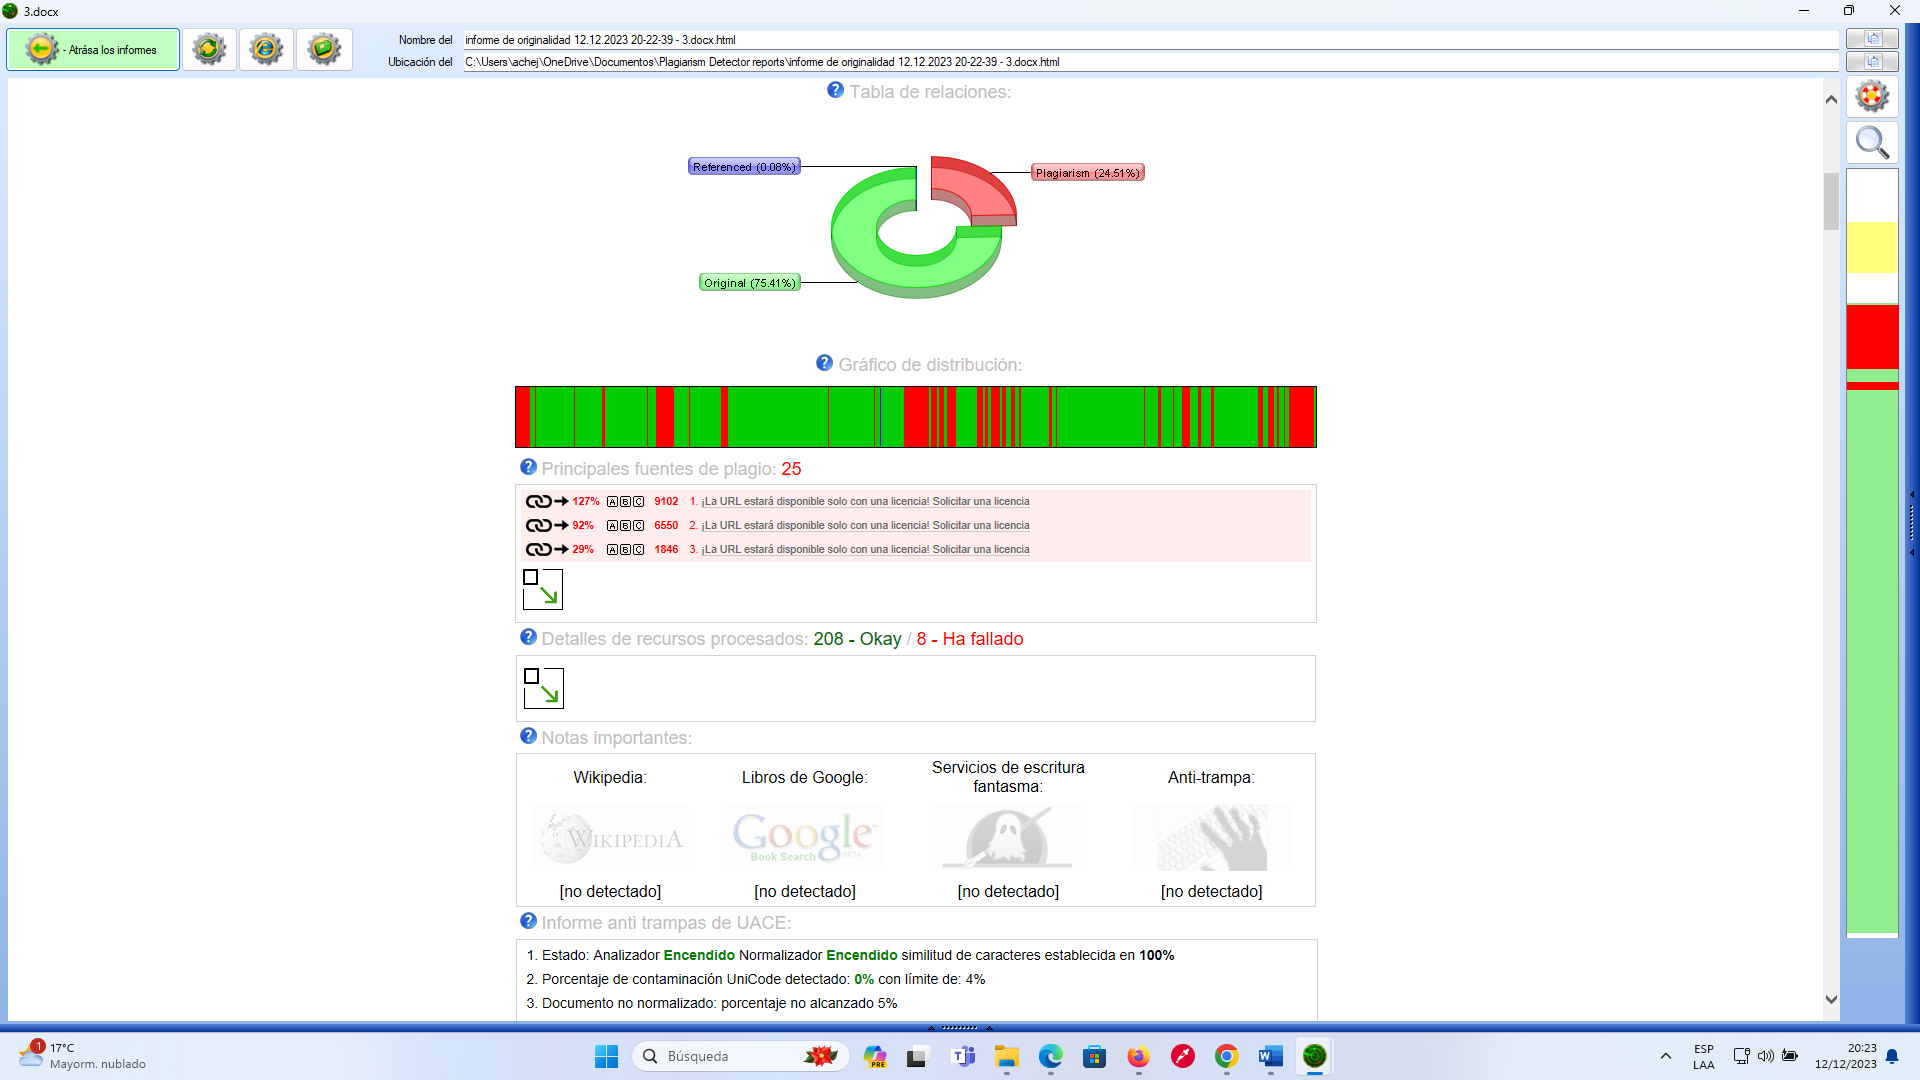 3.docx
- Atrása los informes
Nombre del informe de originalidad 12.12.2023 20-22-39 - 3.docx.html
Ubicación del C:\Users\achej\OneDrive\Documentos\Plagiarism Detector reports\informe de originalidad 12.12.2023 20-22-39 - 3.docx.html
Tabla de relaciones:
Referenced (0.08%)
Plagiarism (24.51%)
Original (75.41%)
Gráfico de distribución:
Principales fuentes de plagio: 25
127% ABC 9102 1. ¡La URL estará disponible solo con una licencia! Solicitar una licencia
92% ABC 6550 2. ¡La URL estará disponible solo con una licencia! Solicitar una licencia
29% ABC 1846 3. ¡La URL estará disponible solo con una licencia! Solicitar una licencia
Detalles de recursos procesados: 208 - Okay / 8 - Ha fallado
Notas importantes:
Wikipedia:
Libros de Google:
Servicios de escritura
fantasma:
Anti-trampa:
WIKIPEDIA
Google™
Book Search BETA
[no detectado]
[no detectado]
[no detectado]
[no detectado]
Informe anti trampas de UACE:
1. Estado: Analizador Encendido Normalizador Encendido similitud de caracteres establecida en 100%
2. Porcentaje de contaminación UniCode detectado: 0% con límite de: 4%
3. Documento no normalizado: porcentaje no alcanzado 5%
1
17°C
Mayorm. nublado
Búsqueda
PRE
ESP
LAA
20:23
12/12/2023